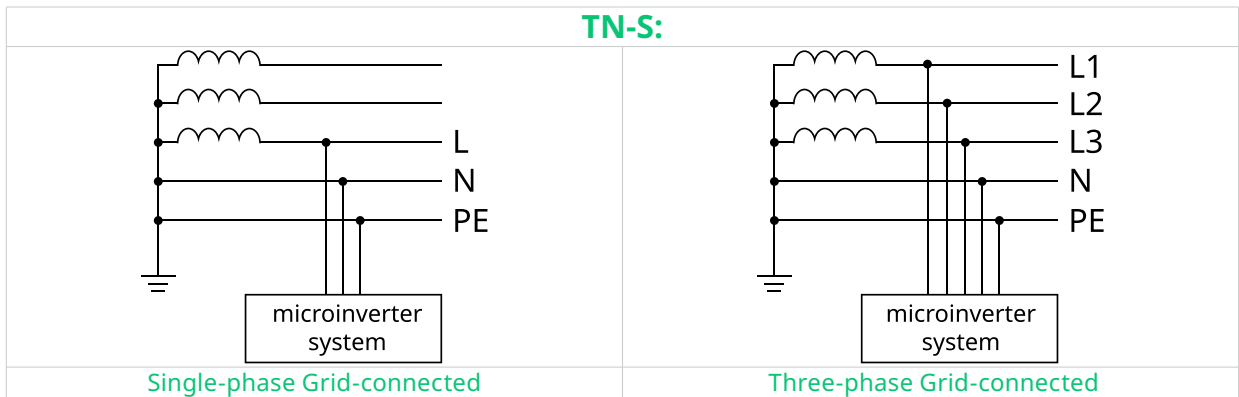 TN-S:
L
N
PE
microinverter
system
Single-phase Grid-connected
L1
L2
L3
N
PE
microinverter
system
Three-phase Grid-connected